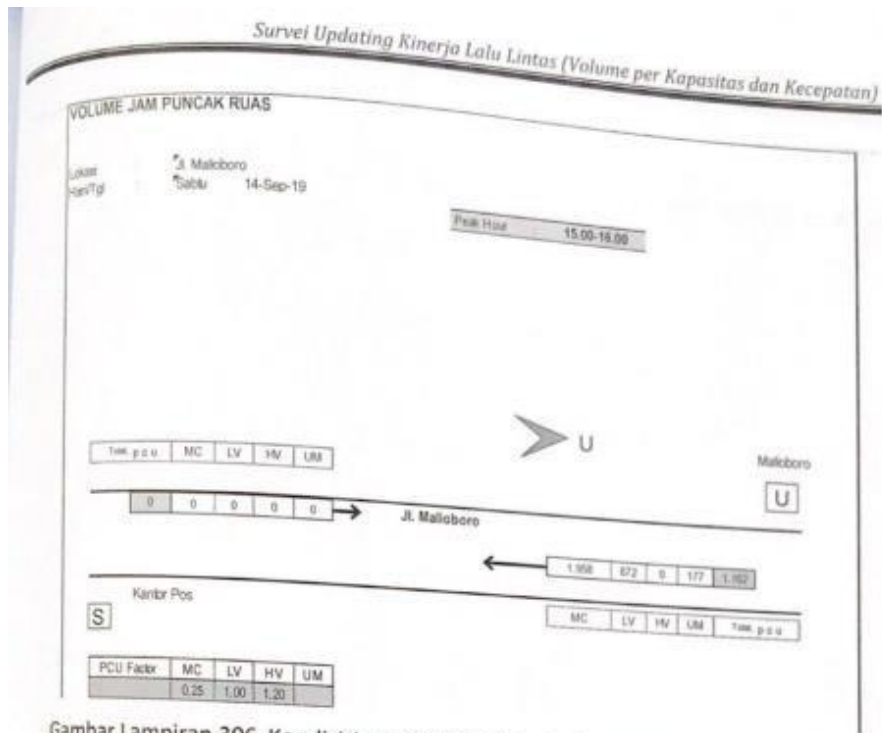 Survei Updating Kinerja Lalu Lintas (Volume per Kapasitas dan Kecepatan)
VOLUME JAM PUNCAK RUAS
Lokasi Jl. Malioboro
Hari/Tgl Sabtu 14-Sep-19
Peak Hour : 15.00-16.00
U
Total p c u MC LV HV UM
Malioboro
U
0 0 0 0 0
Jl. Malioboro
1.958 672 0 177
Kantor Pos
S
MC LV HV UM Total p c u
PCU Factor MC LV HV UM
0.25 1.00 1.20
Gambar Lampiran 206.